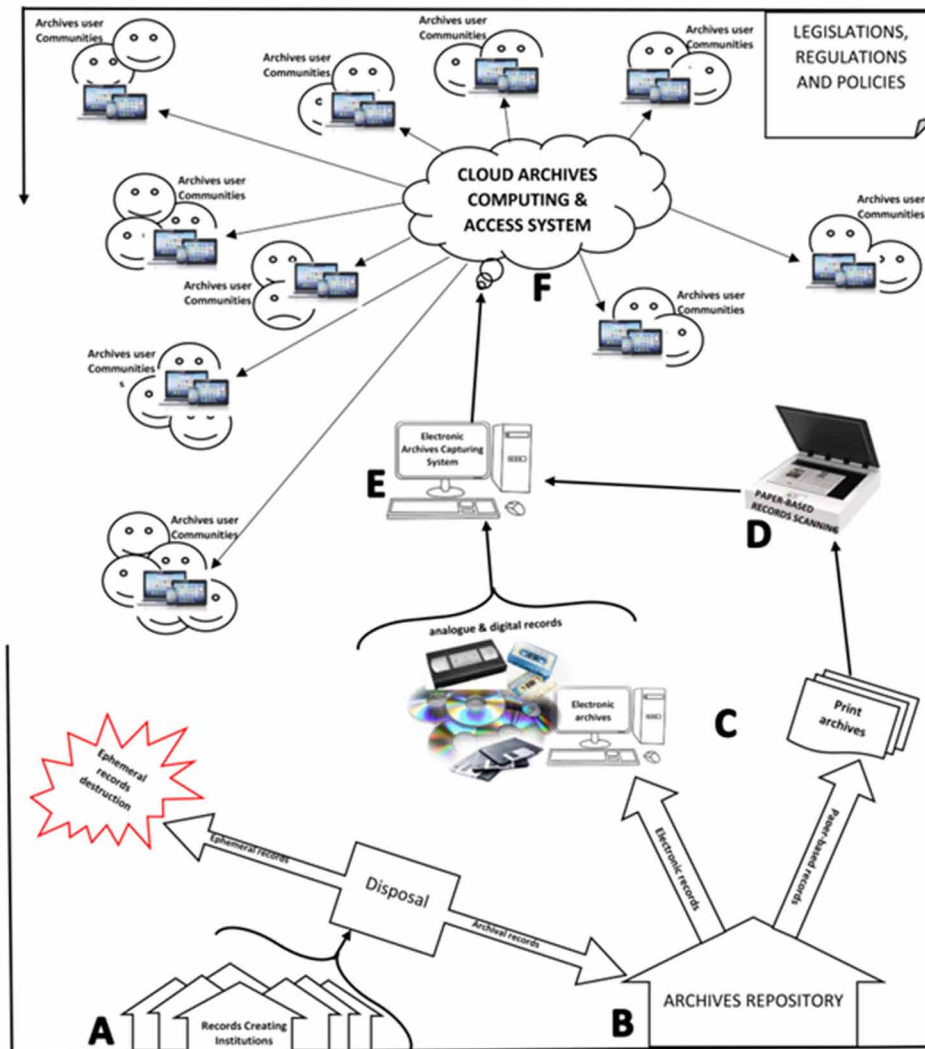 Archives user
Communities
Archives user
Communities
Archives user
Communities
Archives user
Communities
LEGISLATIONS,
REGULATIONS
AND POLICIES
CLOUD ARCHIVES
COMPUTING &
ACCESS SYSTEM
F
Archives user
Communities
Archives user
Communities
Archives user
Communities
Archives user
Communities
Archives user
Communities
s
Electronic
Archives Capturing
System
E
PAPER-BASED
RECORDS SCANNING
D
Archives user
Communities
analogue & digital records
Electronic
archives
C
Print
archives
Ephemeral
records
destruction
Ephemeral records
Disposal
Archival records
Electronic records
Paper-based records
A
Records Creating
Institutions
B
ARCHIVES REPOSITORY